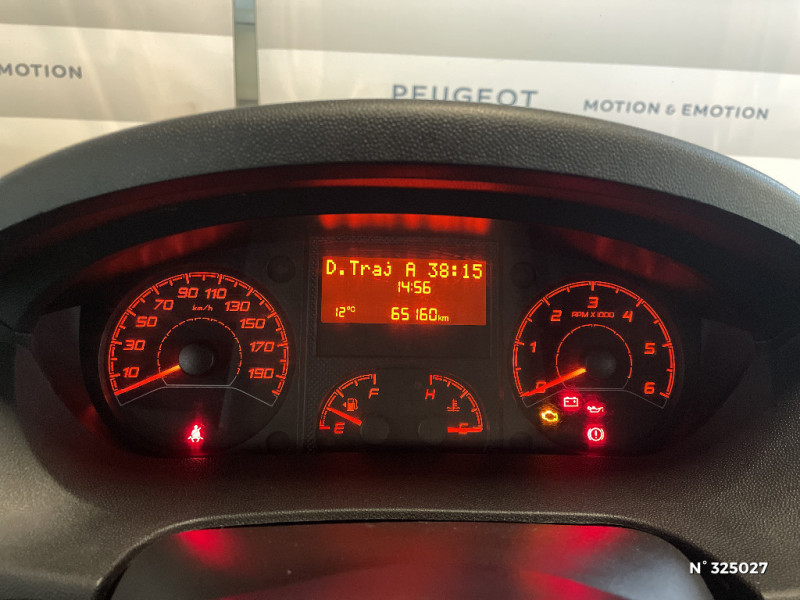 EMOTION
PEUGEOT
MOTION & EMOTION
D.Traj A 38:15
14:56
12°C
65160km
10 30 50 70 90 110 130 150 170 190
km/h
0 1 2 3 4 5 6
RPM X 1000
E F
H C
N°325027